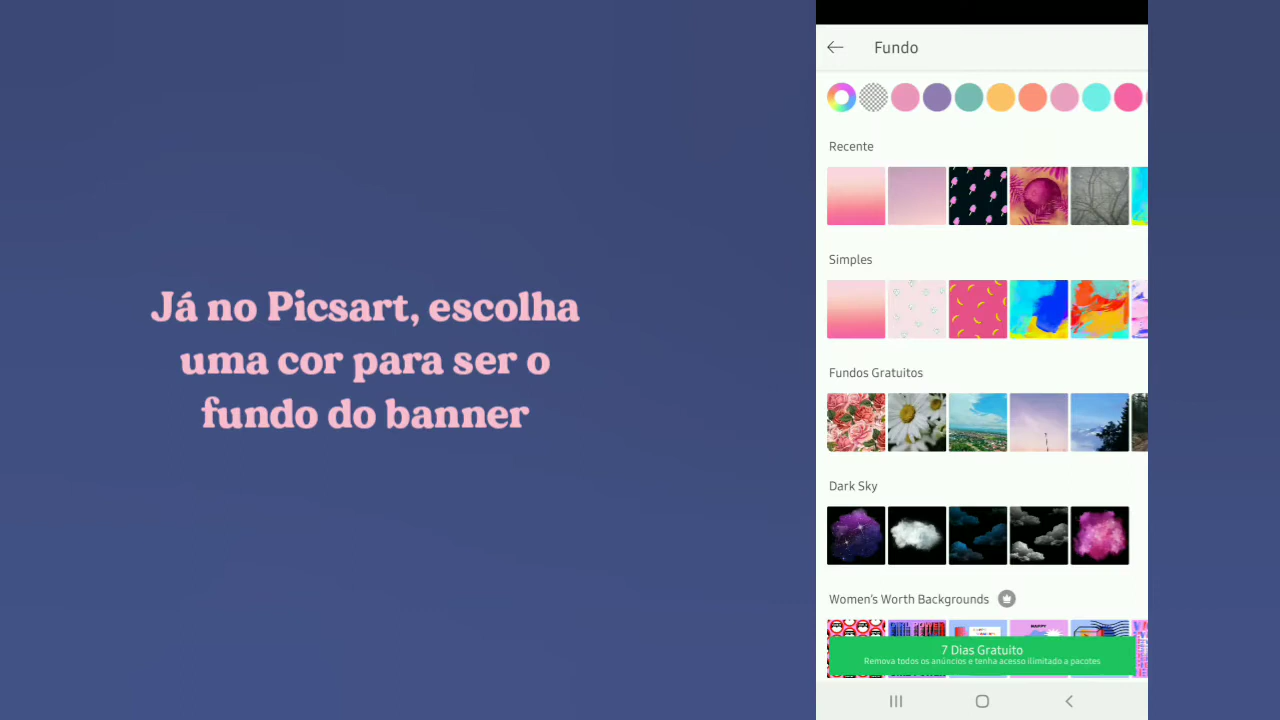 Já no Picsart, escolha
uma cor para ser o
fundo do banner
Fundo
Recente
Simples
Fundos Gratuitos
Dark Sky
Women's Worth Backgrounds
HAPPY
7 Dias Gratuito
Remova todos os anúncios e tenha acesso ilimitado a pacotes